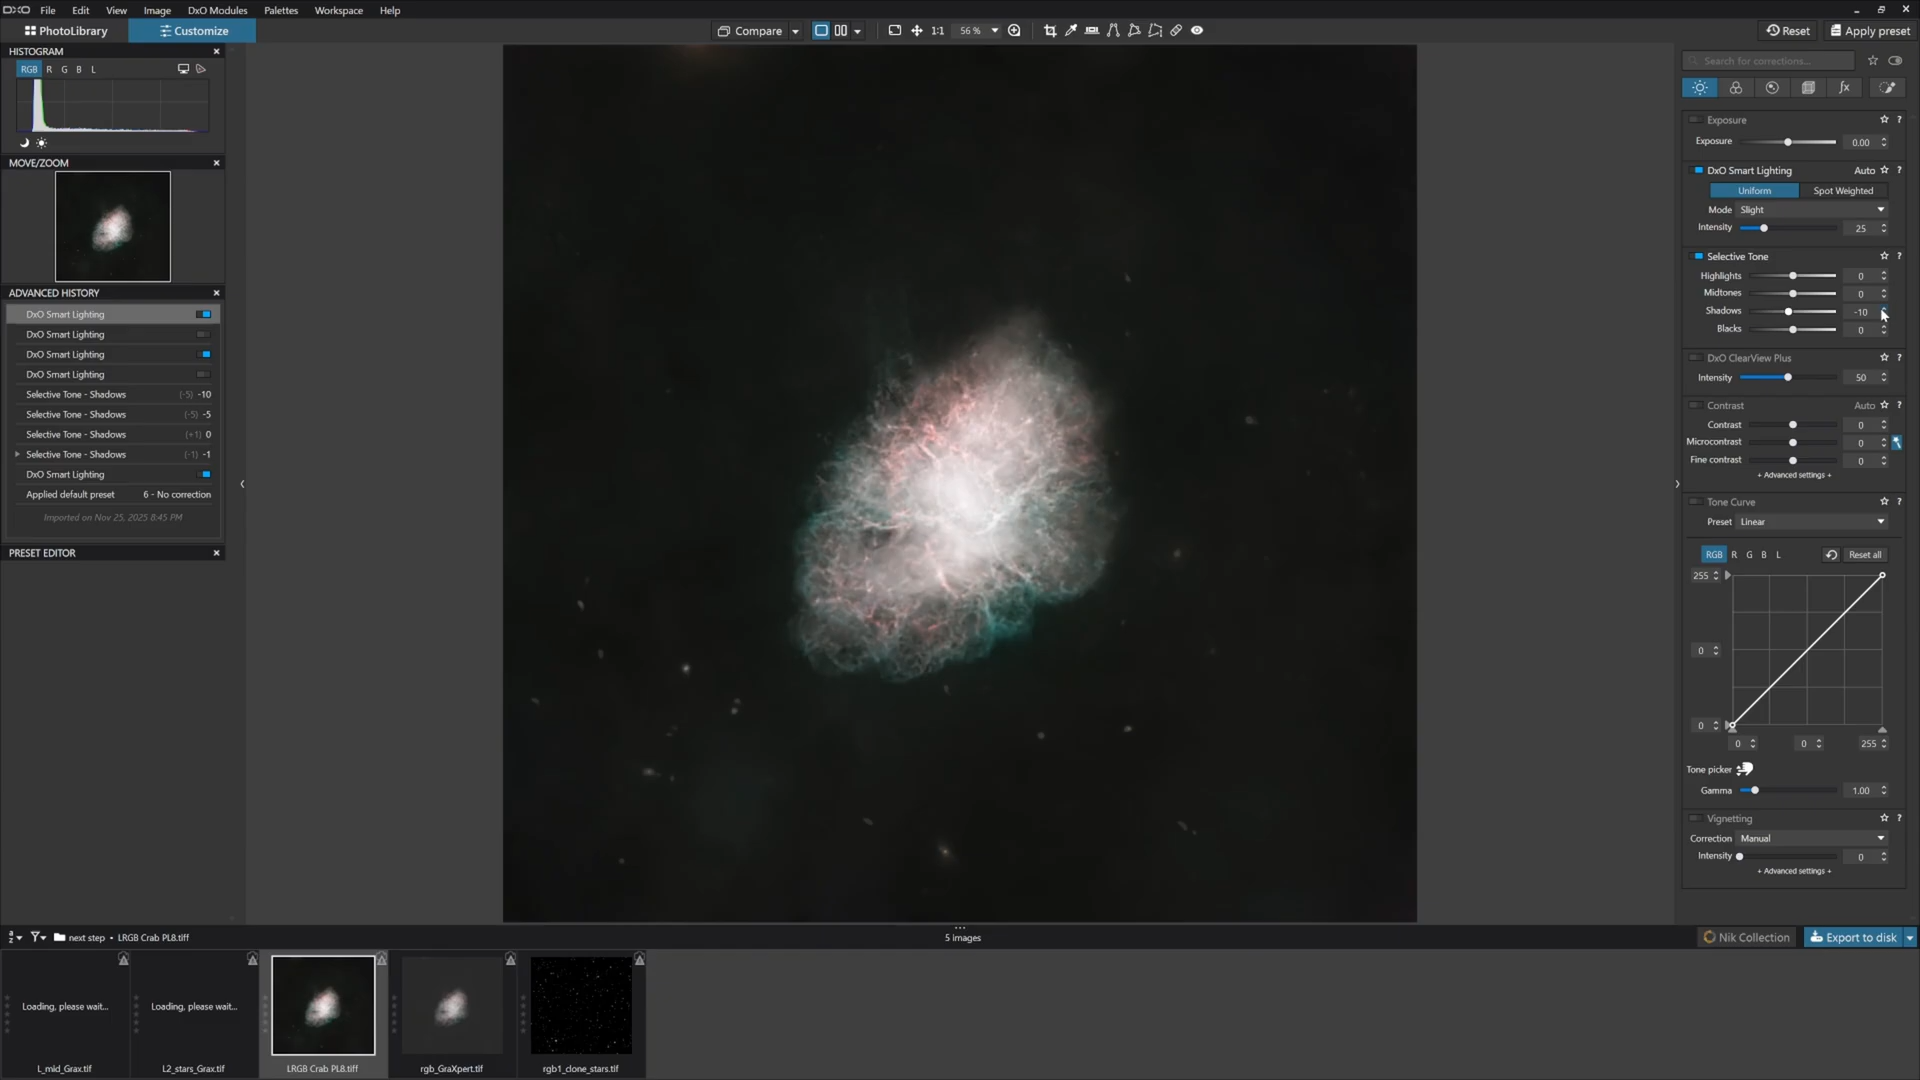 DXO File Edit View Image DxO Modules Palettes Workspace Help
PhotoLibrary Customize Compare 1:1 56 % Reset Apply preset
HISTOGRAM
RGB R G B L
MOVE/ZOOM
ADVANCED HISTORY
DxO Smart Lighting
DxO Smart Lighting
DxO Smart Lighting
DxO Smart Lighting
Selective Tone - Shadows (-5) -10
Selective Tone - Shadows (-5) -5
Selective Tone - Shadows (+1) 0
Selective Tone - Shadows (-1) -1
DxO Smart Lighting
Applied default preset 6 - No correction
Imported on Nov 25, 2025 8:45 PM
PRESET EDITOR
Search for corrections...
fx
Exposure ?
Exposure 0.00
DxO Smart Lighting Auto ?
Uniform Spot Weighted
Mode Slight
Intensity 25
Selective Tone ?
Highlights 0
Midtones 0
Shadows -10
Blacks 0
DxO ClearView Plus ?
Intensity 50
Contrast Auto ?
Contrast 0
Microcontrast 0
Fine contrast 0
+ Advanced settings +
Tone Curve ?
Preset Linear
RGB R G B L Reset all
255
0
0
0 0 255
Tone picker
Gamma 1.00
Vignetting ?
Correction Manual
Intensity 0
+ Advanced settings +
next step • LRGB Crab PL8.tiff 5 images Nik Collection Export to disk
Loading, please wait... Loading, please wait...
L_mid_Grax.tif L2_stars_Grax.tif LRGB Crab PL8.tiff rgb_GraXpert.tif rgb1_clone_stars.tif